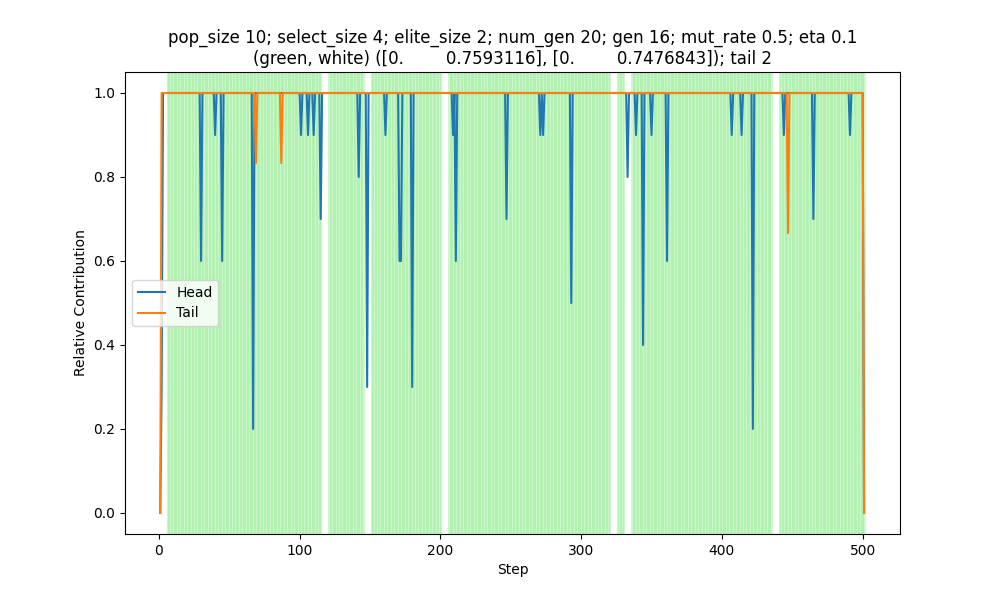 pop_size 10; select_size 4; elite_size 2; num_gen 20; gen 16; mut_rate 0.5; eta 0.1
(green, white) ([0.        0.7593116], [0.        0.7476843]); tail 2
1.0
0.8
0.6
0.4
0.2
0.0
Relative Contribution
Head
Tail
0 100 200 300 400 500
Step